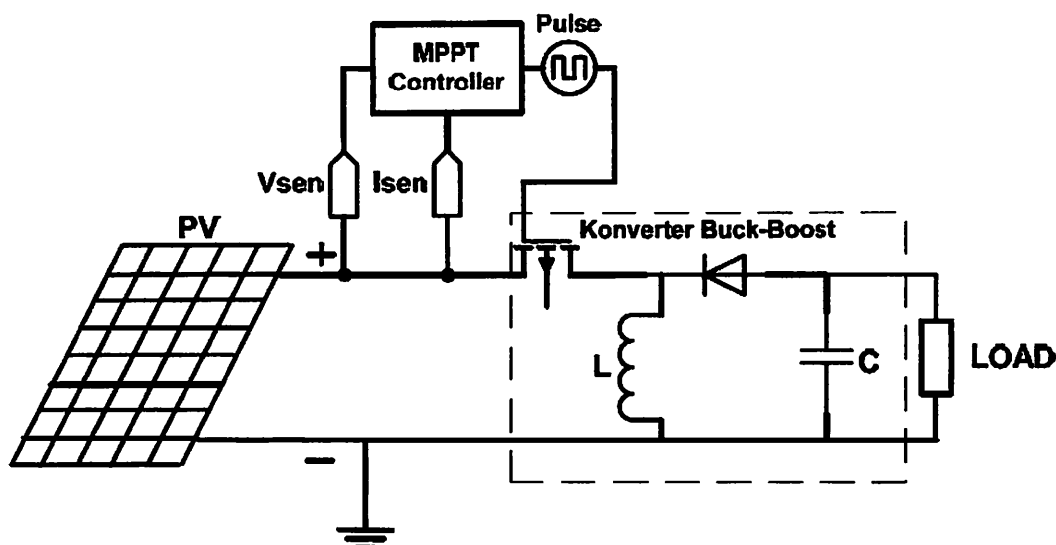 Pulse
MPPT
Controller
Vsen
Isen
PV
+
Konverter Buck-Boost
L
C
LOAD
−